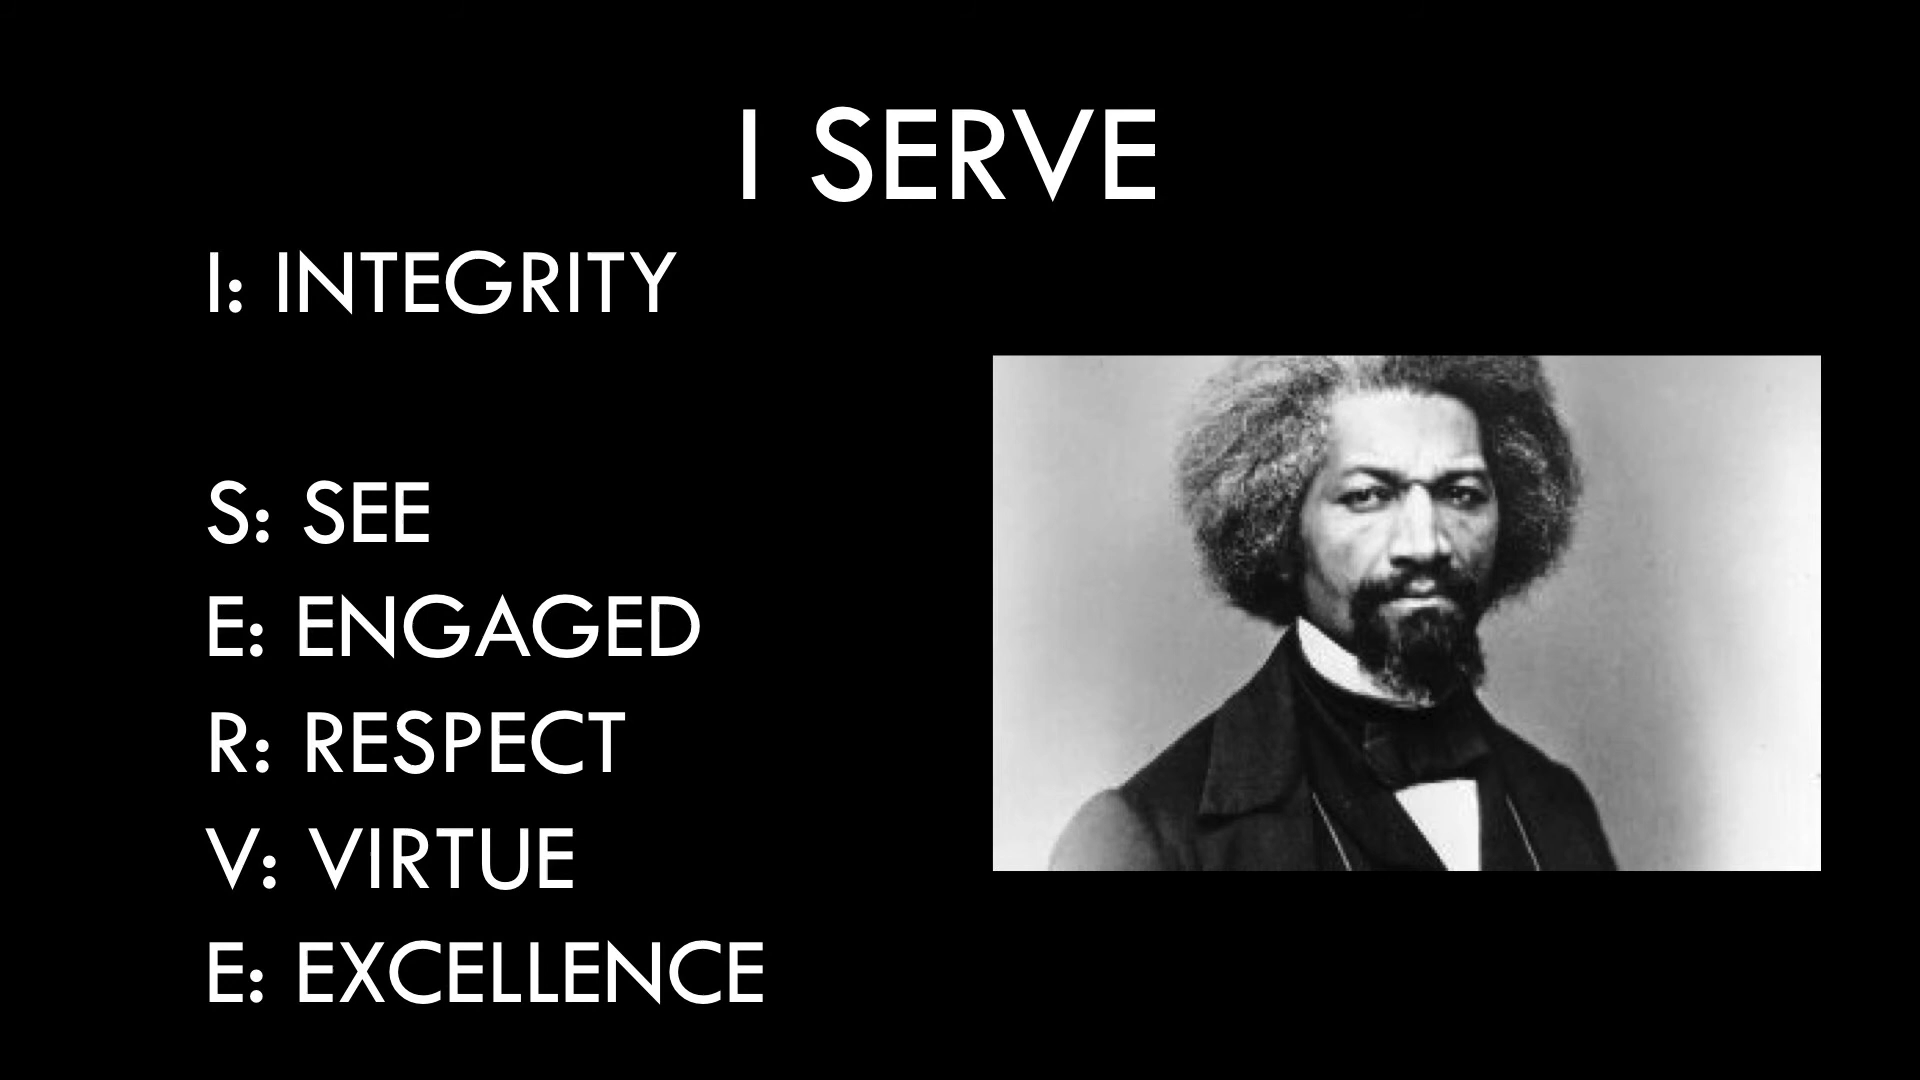 I SERVE
I: INTEGRITY
S: SEE
E: ENGAGED
R: RESPECT
V: VIRTUE
E: EXCELLENCE